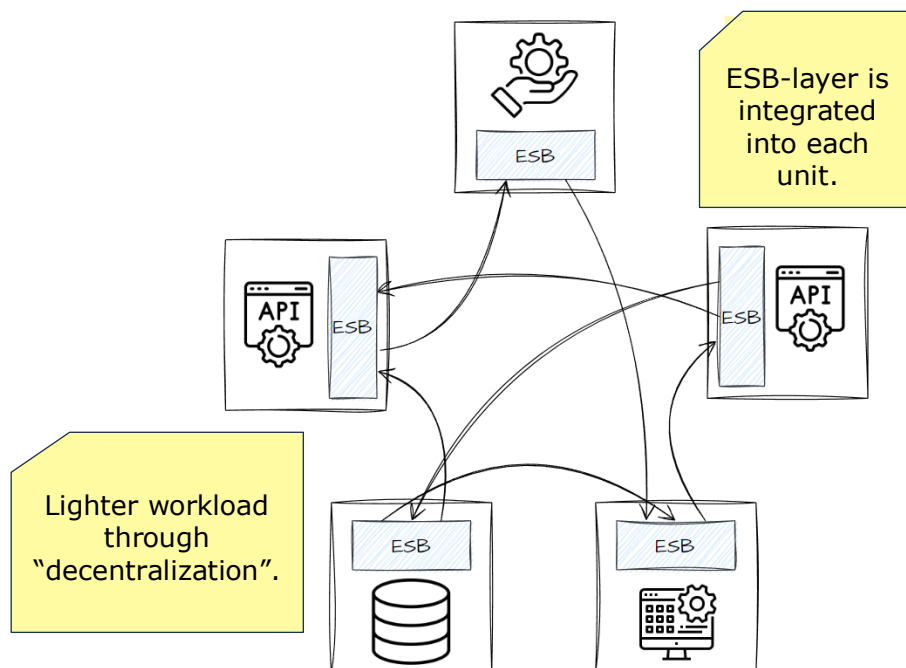 ESB
ESB-layer is
integrated
into each
unit.
API
ESB
ESB
API
Lighter workload
through
“decentralization”.
ESB
ESB